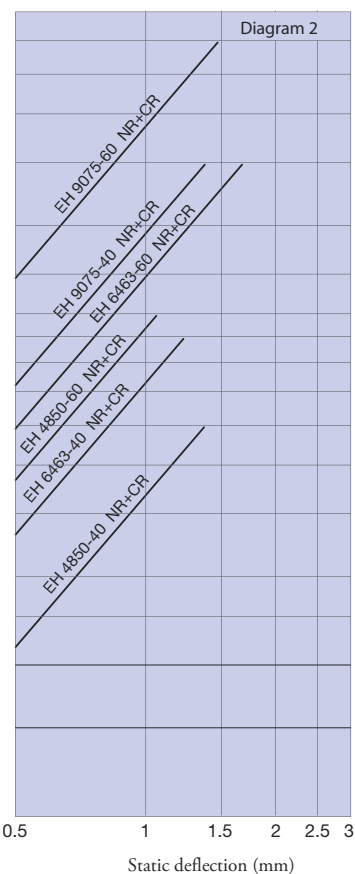 Diagram 2
EH 9075-60 NR+CR
EH 9075-40 NR+CR
EH 6463-60 NR+CR
EH 4850-60 NR+CR
EH 6463-40 NR+CR
EH 4850-40 NR+CR
0.5 1 1.5 2 2.5 3
Static deflection (mm)